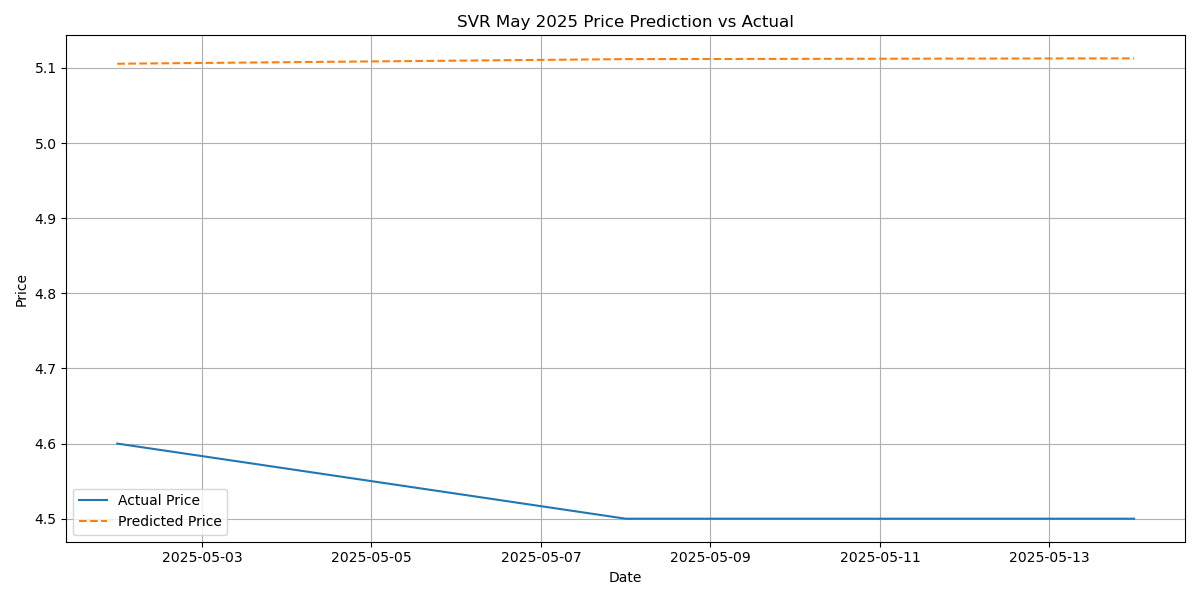 SVR May 2025 Price Prediction vs Actual
5.1
5.0
4.9
4.8
4.7
4.6
4.5
Price
Actual Price
Predicted Price
2025-05-03
2025-05-05
2025-05-07
2025-05-09
2025-05-11
2025-05-13
Date